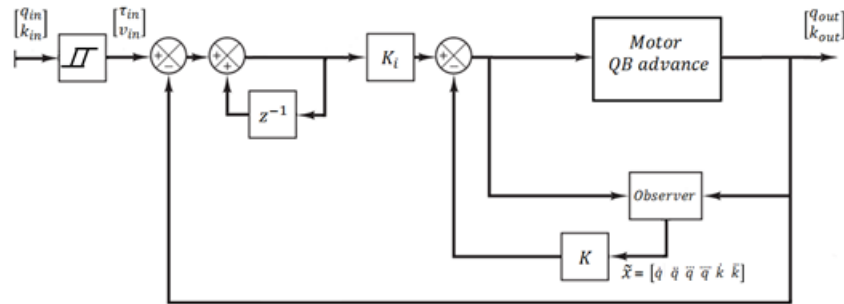 [q_in k_in]
[τ_in v_in]
+
−
+
+
z⁻¹
K_i
+
−
Motor
QB advance
[q_out k_out]
Observer
K